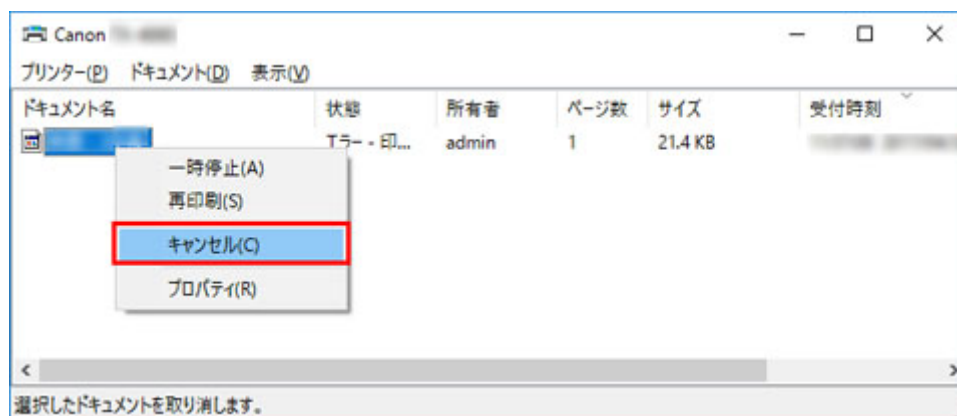 Canon
プリンター(P) ドキュメント(D) 表示(V)
ドキュメント名 状態 所有者 ページ数 サイズ 受付時刻
エラー - 印... admin 1 21.4 KB
一時停止(A)
再印刷(S)
キャンセル(C)
プロパティ(R)
選択したドキュメントを取り消します。